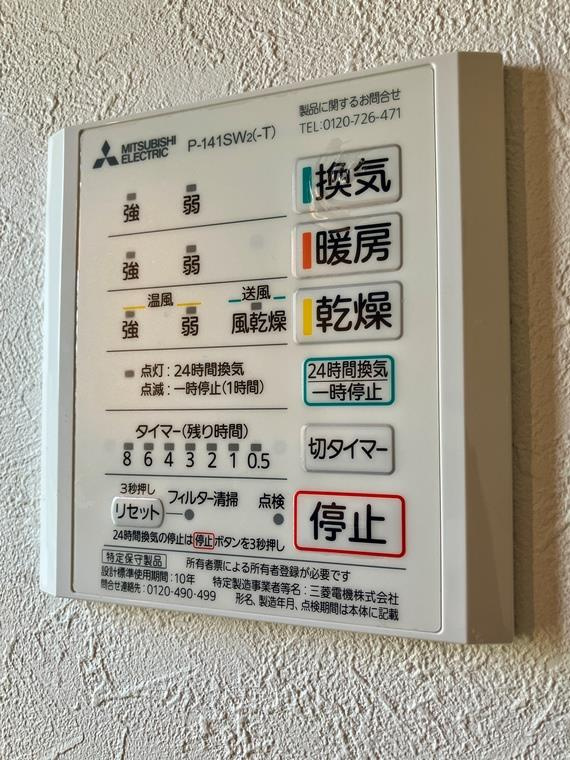 MITSUBISHI ELECTRIC P-141SW₂(-T)
製品に関するお問合せ
TEL:0120-726-471
強 弱 換気
強 弱 暖房
温風 送風
強 弱 風乾燥 乾燥
点灯:24時間換気
点滅:一時停止(1時間)
24時間換気
一時停止
タイマー(残り時間)
8 6 4 3 2 1 0.5
切タイマー
3秒押し
リセット フィルター清掃 点検
24時間換気の停止は停止ボタンを3秒押し
停止
特定保守製品 所有者票による所有者登録が必要です
設計標準使用期間:10年 特定製造事業者等名:三菱電機株式会社
問合せ連絡先:0120-490-499 形名、製造年月、点検期間は本体に記載